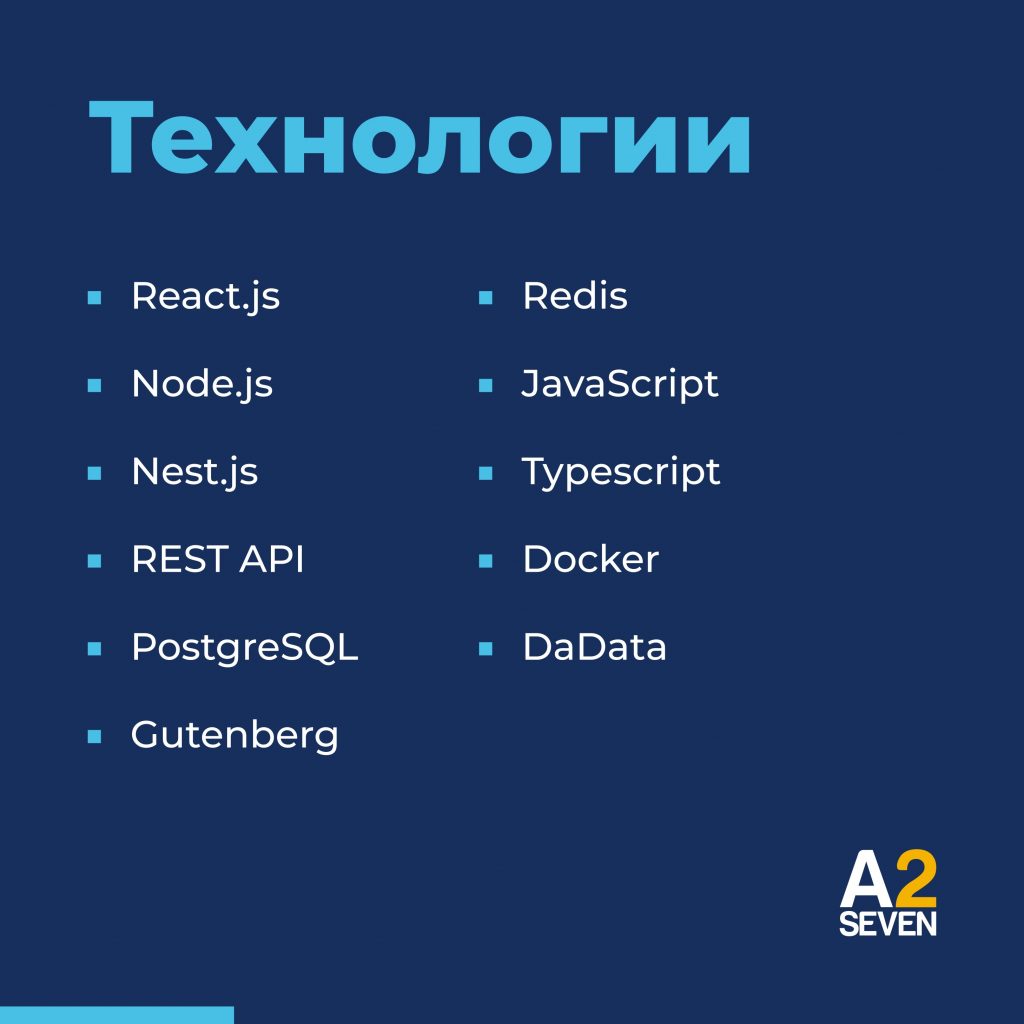 Технологии
React.js
Node.js
Nest.js
REST API
PostgreSQL
Gutenberg
Redis
JavaScript
Typescript
Docker
DaData
A2
SEVEN